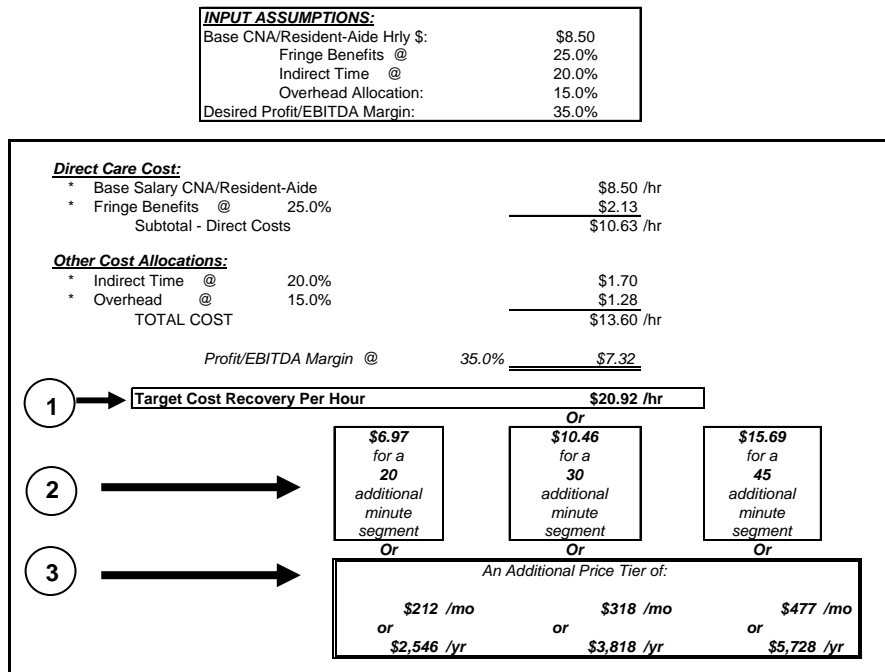 INPUT ASSUMPTIONS:
Base CNA/Resident-Aide Hrly $: $8.50
Fringe Benefits @ 25.0%
Indirect Time @ 20.0%
Overhead Allocation: 15.0%
Desired Profit/EBITDA Margin: 35.0%
Direct Care Cost:
* Base Salary CNA/Resident-Aide $8.50 /hr
* Fringe Benefits @ 25.0% $2.13
Subtotal - Direct Costs $10.63 /hr
Other Cost Allocations:
* Indirect Time @ 20.0% $1.70
* Overhead @ 15.0% $1.28
TOTAL COST $13.60 /hr
Profit/EBITDA Margin @ 35.0% $7.32
1 Target Cost Recovery Per Hour $20.92 /hr
Or
$6.97 $10.46 $15.69
for a for a for a
2 20 30 45
additional additional additional
minute minute minute
segment segment segment
Or Or Or
3 An Additional Price Tier of:
$212 /mo $318 /mo $477 /mo
or or or
$2,546 /yr $3,818 /yr $5,728 /yr